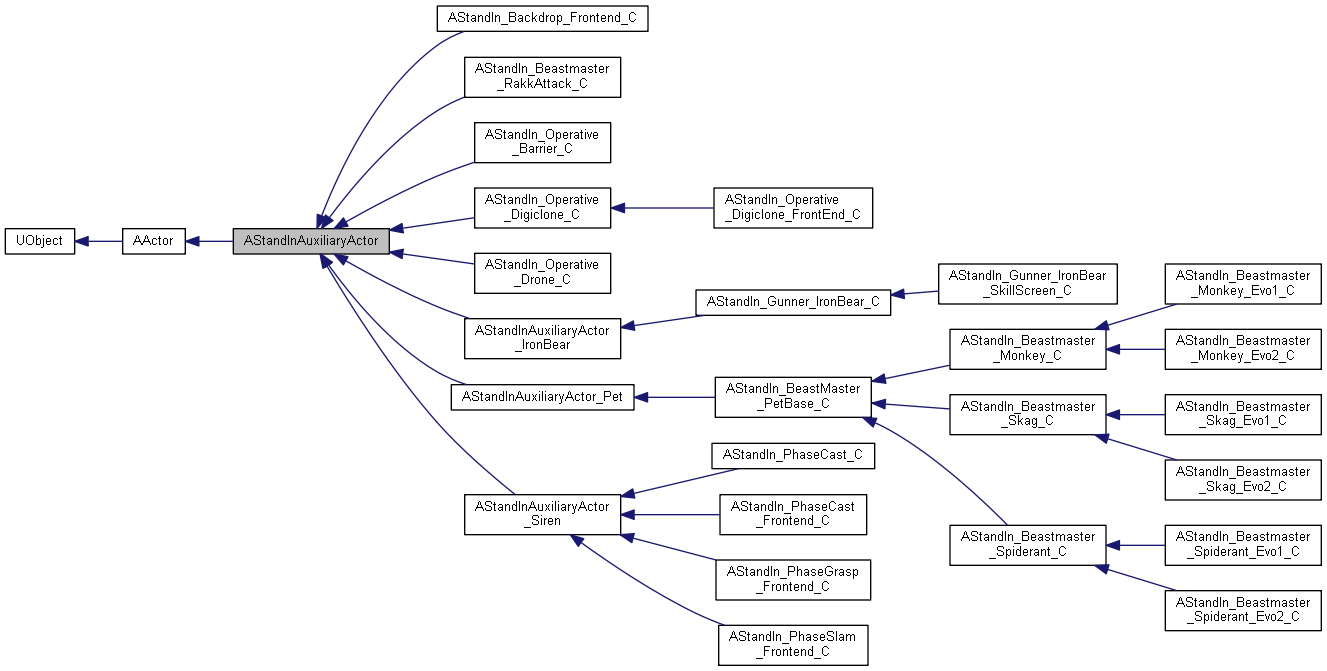 AStandIn_Backdrop_Frontend_C
AStandIn_Beastmaster
_RakkAttack_C
AStandIn_Operative
_Barrier_C
AStandIn_Operative
_Digiclone_C
AStandIn_Operative
_Digiclone_FrontEnd_C
UObject
AActor
AStandInAuxiliaryActor
AStandIn_Operative
_Drone_C
AStandInAuxiliaryActor
_IronBear
AStandIn_Gunner_IronBear_C
AStandIn_Gunner_IronBear
_SkillScreen_C
AStandInAuxiliaryActor_Pet
AStandIn_BeastMaster
_PetBase_C
AStandIn_Beastmaster
_Monkey_C
AStandIn_Beastmaster
_Monkey_Evo1_C
AStandIn_Beastmaster
_Monkey_Evo2_C
AStandIn_Beastmaster
_Skag_C
AStandIn_Beastmaster
_Skag_Evo1_C
AStandIn_Beastmaster
_Skag_Evo2_C
AStandIn_Beastmaster
_Spiderant_C
AStandIn_Beastmaster
_Spiderant_Evo1_C
AStandIn_Beastmaster
_Spiderant_Evo2_C
AStandInAuxiliaryActor
_Siren
AStandIn_PhaseCast_C
AStandIn_PhaseCast
_Frontend_C
AStandIn_PhaseGrasp
_Frontend_C
AStandIn_PhaseSlam
_Frontend_C